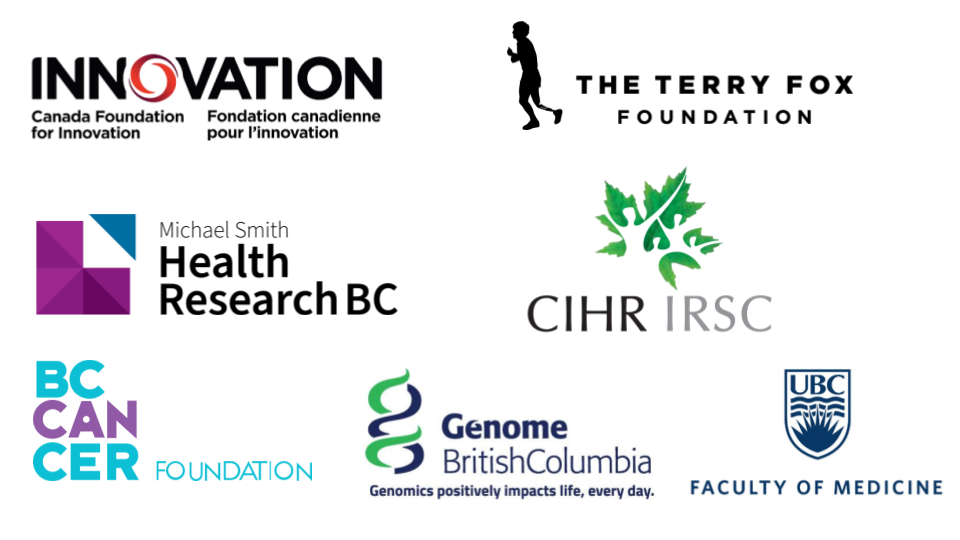 INNOVATION
Canada Foundation
for Innovation
Fondation canadienne
pour l'innovation
THE TERRY FOX
FOUNDATION
Michael Smith
Health
Research BC
CIHR IRSC
BC
CAN
CER FOUNDATION
Genome
BritishColumbia
Genomics positively impacts life, every day.
UBC
FACULTY OF MEDICINE